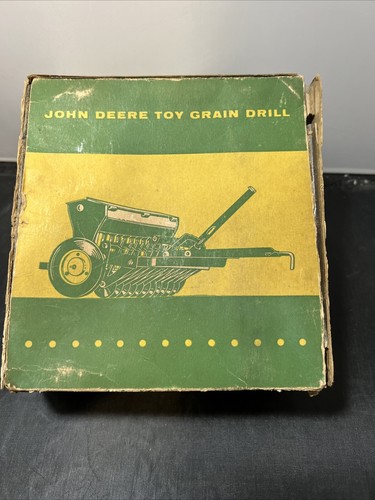 JOHN DEERE TOY GRAIN DRILL